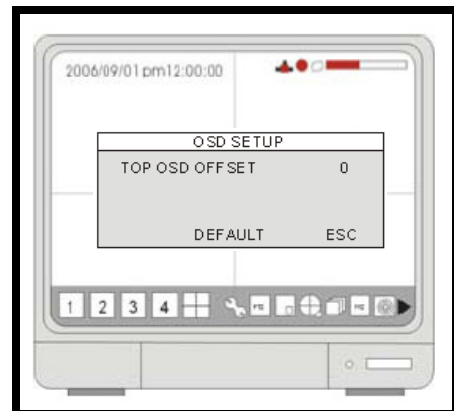 2006/09/01 pm12:00:00
OSD SETUP
TOP OSD OFFSET 0
DEFAULT ESC
1 2 3 4